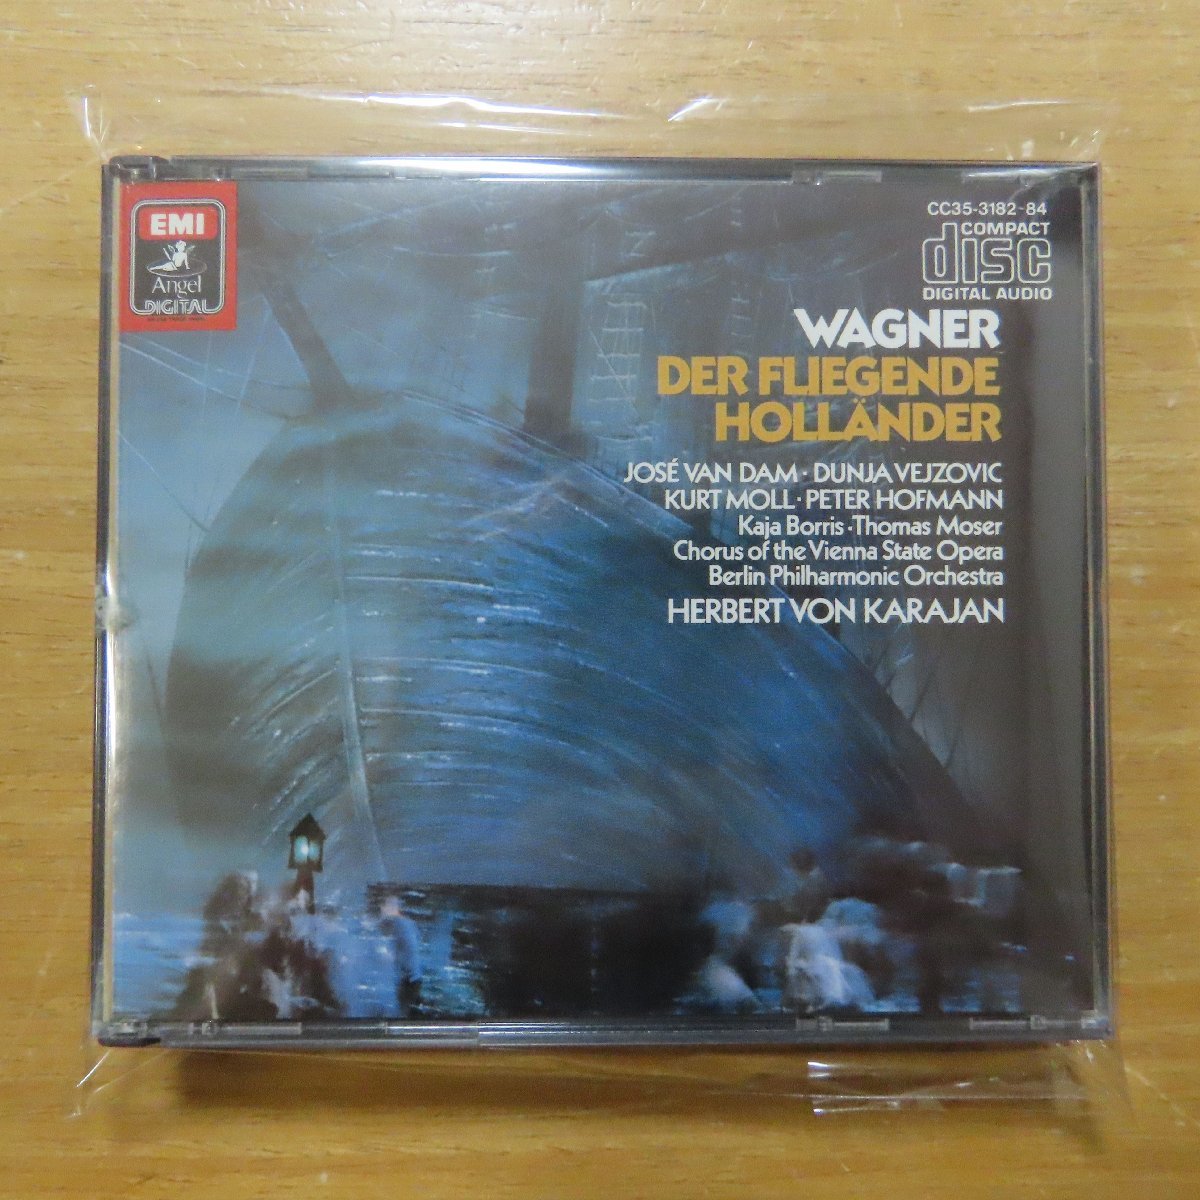 EMI
Angel
DIGITAL
CC35-3182-84
COMPACT
disc
DIGITAL AUDIO
WAGNER
DER FLIEGENDE
HOLLÄNDER
JOSÉ VAN DAM · DUNJA VEJZOVIC
KURT MOLL · PETER HOFMANN
Kaja Borris · Thomas Moser
Chorus of the Vienna State Opera
Berlin Philharmonic Orchestra
HERBERT VON KARAJAN